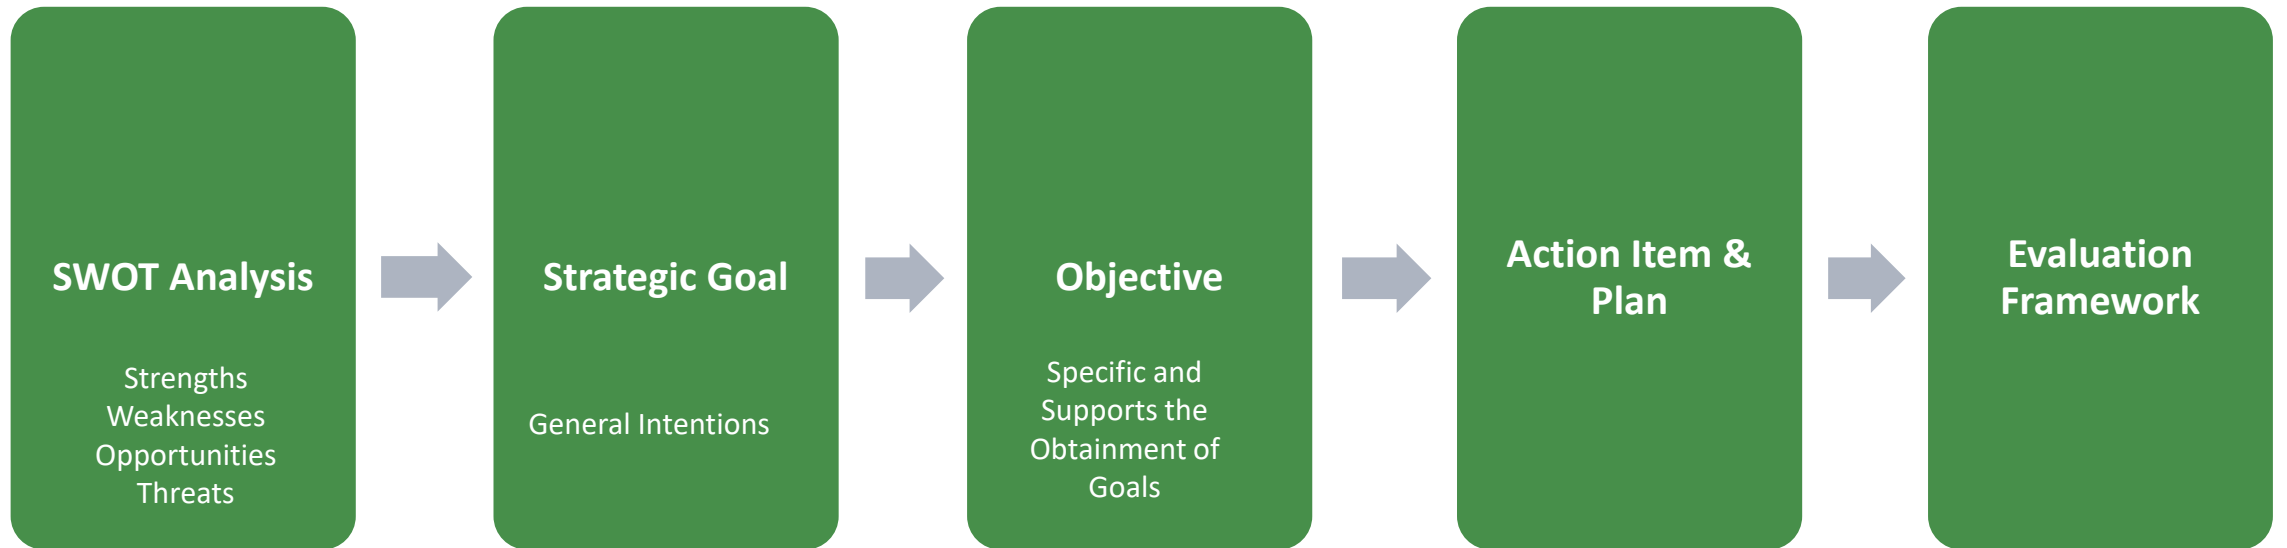 SWOT Analysis
Strengths
Weaknesses
Opportunities
Threats
Strategic Goal
General Intentions
Objective
Specific and
Supports the
Obtainment of
Goals
Action Item &
Plan
Evaluation
Framework